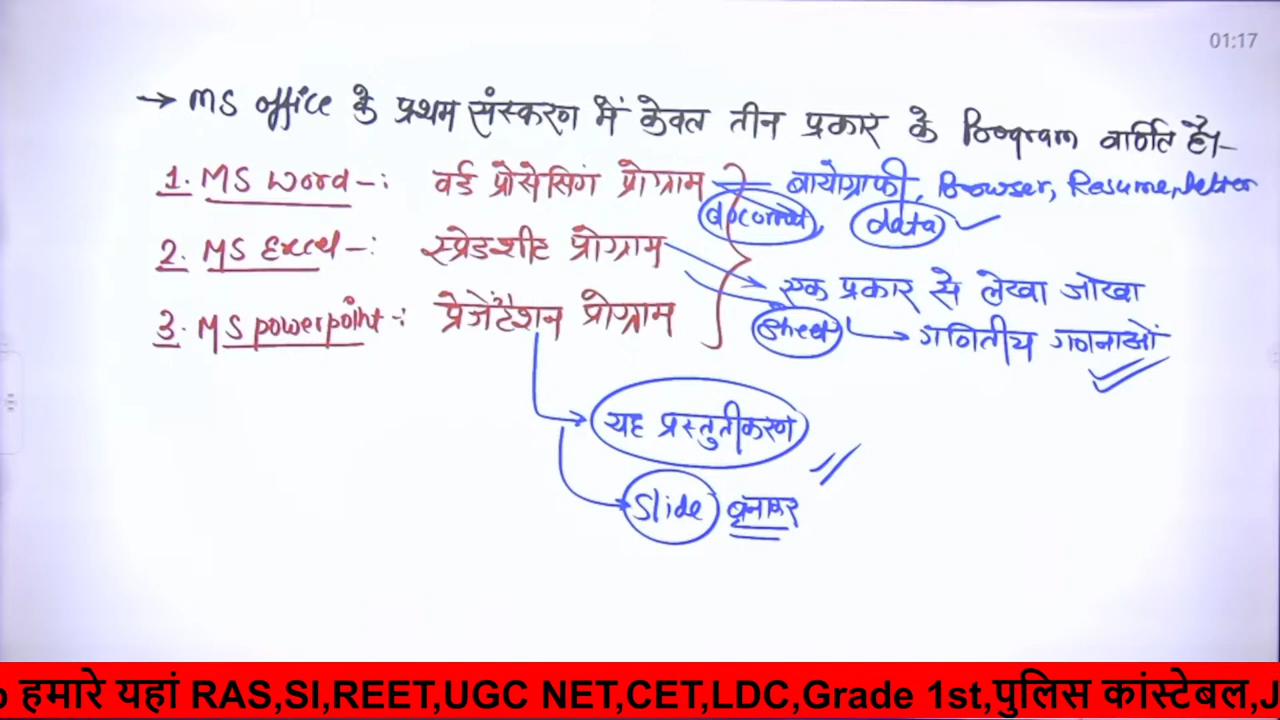 01:17
→ MS office के प्रथम संस्करण में केवल तीन प्रकार के Program वर्णित है।-
1. MS word -: वर्ड प्रोसेसिंग प्रोग्राम → बायोग्राफी, Browser, Resume, letter
document, data
2. MS Excel -: स्प्रेडशीट प्रोग्राम
एक प्रकार से लेखा जोखा
3. MS powerpoint -: प्रेजेंटेशन प्रोग्राम
Sheet → गणितीय गणनाओं
यह प्रस्तुतीकरण
Slide बनाकर
हमारे यहां RAS,SI,REET,UGC NET,CET,LDC,Grade 1st,पुलिस कांस्टेबल,J